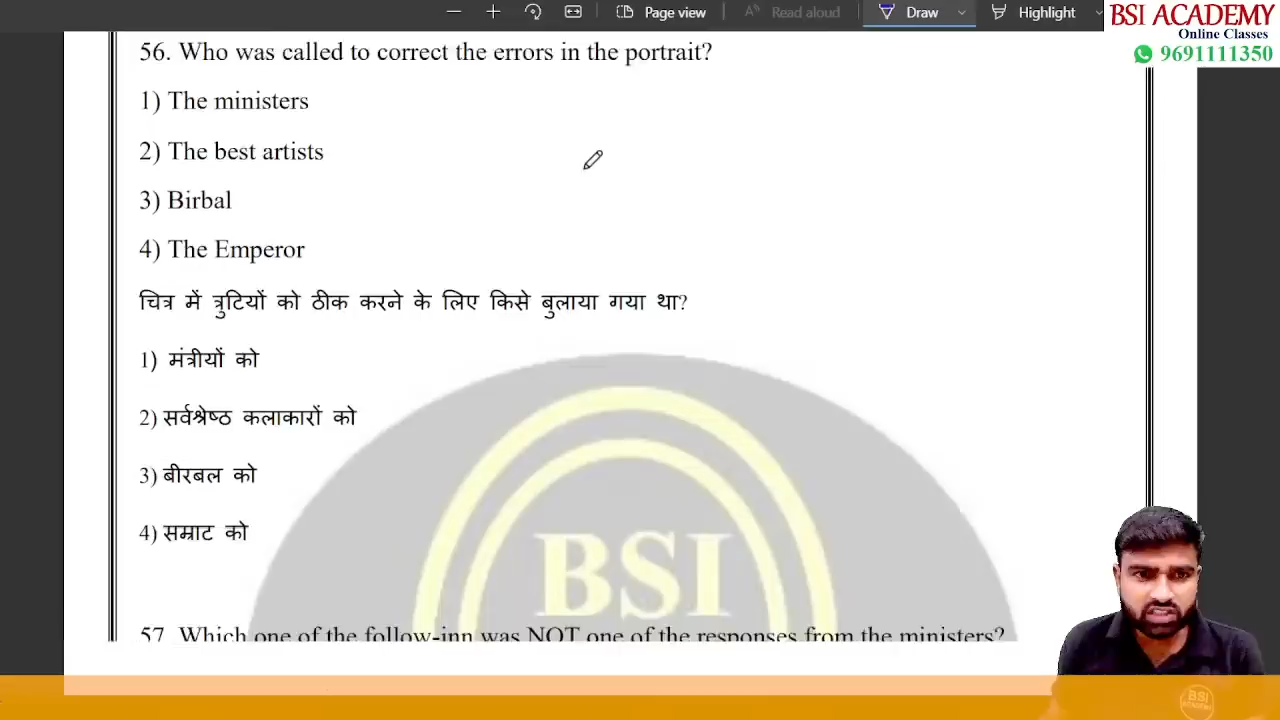 Page view
Read aloud
Draw
Highlight
BSI ACADEMY
Online Classes
9691111350
56. Who was called to correct the errors in the portrait?
1) The ministers
2) The best artists
3) Birbal
4) The Emperor
चित्र में त्रुटियों को ठीक करने के लिए किसे बुलाया गया था?
1) मंत्रीयों को
2) सर्वश्रेष्ठ कलाकारों को
3) बीरबल को
4) सम्राट को
BSI
57. Which one of the follow-inn was NOT one of the responses from the ministers?
BSI
ACADEMY